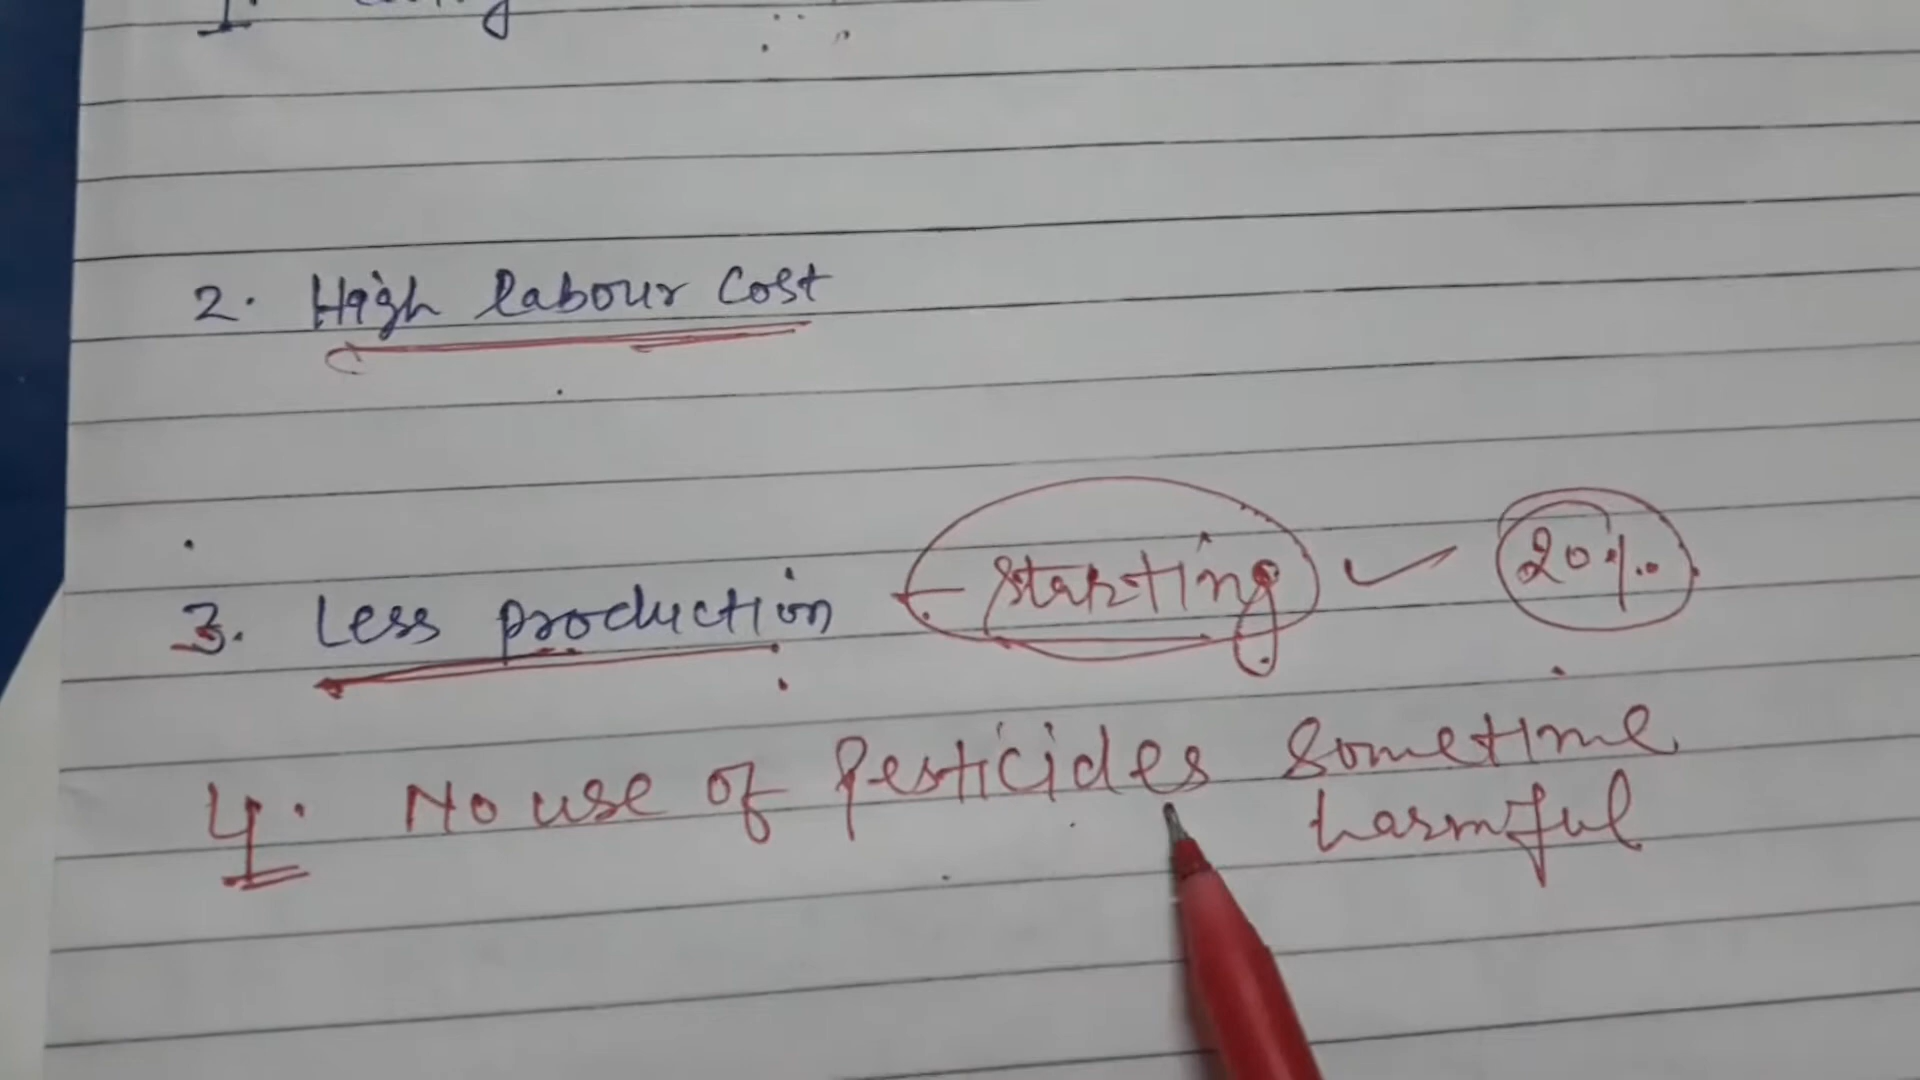 2. High labour Cost
3. Less production - Starting 20%
4. No use of Pesticides Sometime
harmful